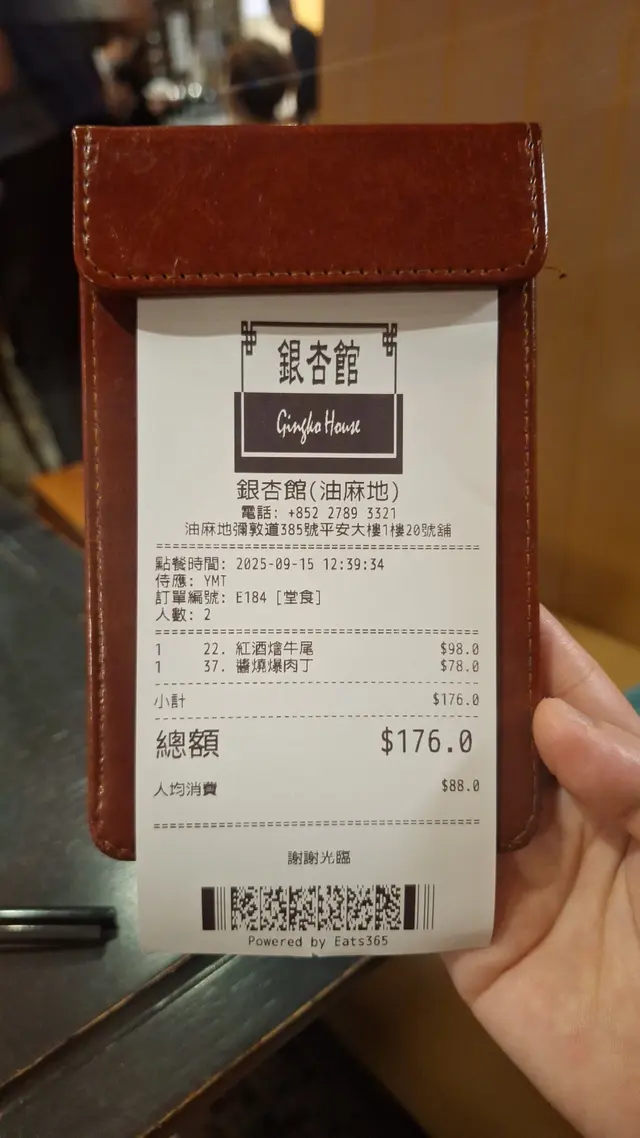 銀杏館
Gingko House
銀杏館(油麻地)
電話: +852 2789 3321
油麻地彌敦道385號平安大樓1樓20號舖
點餐時間: 2025-09-15 12:39:34
侍應: YMT
訂單編號: E184 [堂食]
人數: 2
1 22. 紅酒燴牛尾 $98.0
1 37. 醬燒爆肉丁 $78.0
小計 $176.0
總額 $176.0
人均消費 $88.0
謝謝光臨
Powered by Eats365